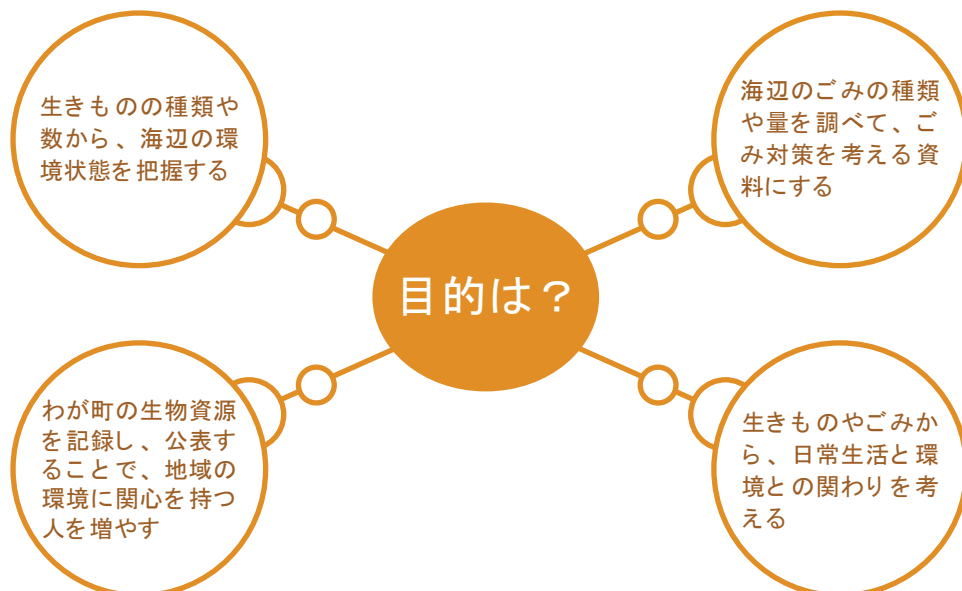 生きものの種類や
数から、海辺の環
境状態を把握する
海辺のごみの種類
や量を調べて、ご
み対策を考える資
料にする
目的は？
わが町の生物資源
を記録し、公表す
ることで、地域の
環境に関心を持つ
人を増やす
生きものやごみか
ら、日常生活と環
境との関わりを考
える